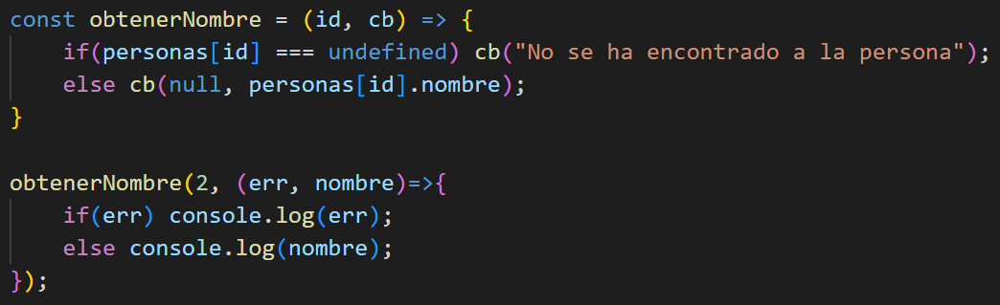 const obtenerNombre = (id, cb) => {
    if(personas[id] === undefined) cb("No se ha encontrado a la persona");
    else cb(null, personas[id].nombre);
}

obtenerNombre(2, (err, nombre)=>{
    if(err) console.log(err);
    else console.log(nombre);
});